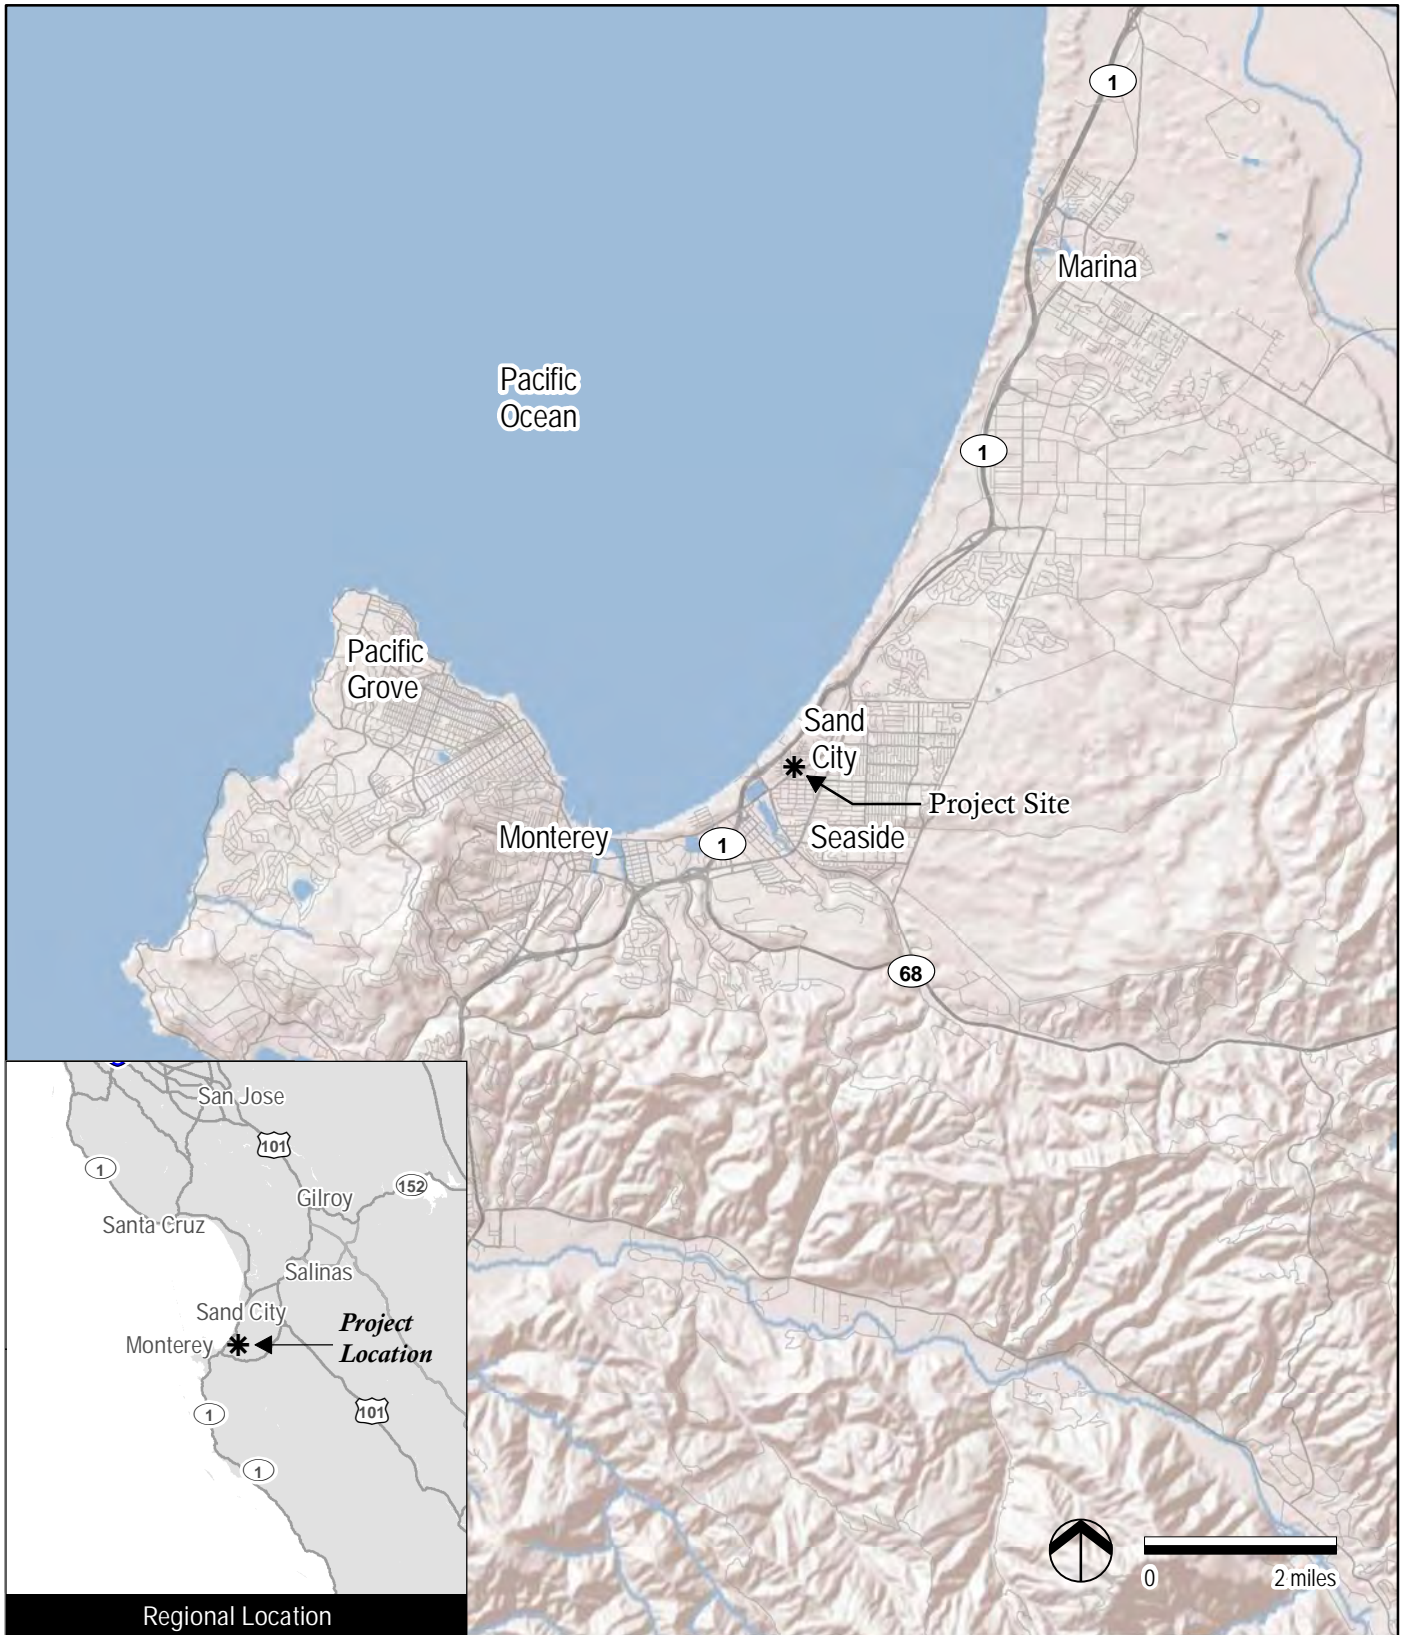 1
Marina
Pacific
Ocean
1
Pacific
Grove
Sand
City
Project Site
Monterey
1
Seaside
68
San Jose
101
1
Gilroy
152
Santa Cruz
Salinas
Sand City
Monterey
Project
Location
1
101
1
Regional Location
0
2 miles